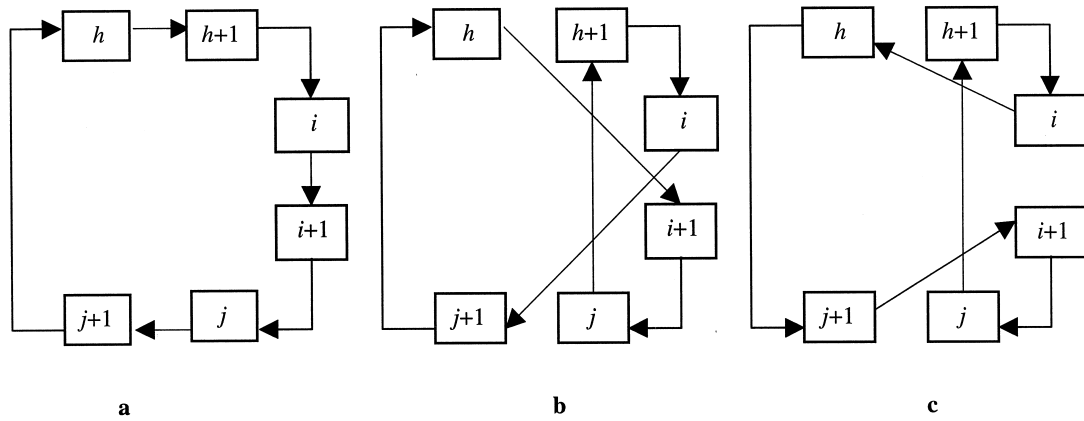 h h+1 h h+1 h h+1
i i i
i+1 i+1 i+1
j+1 j j+1 j j+1 j
a b c